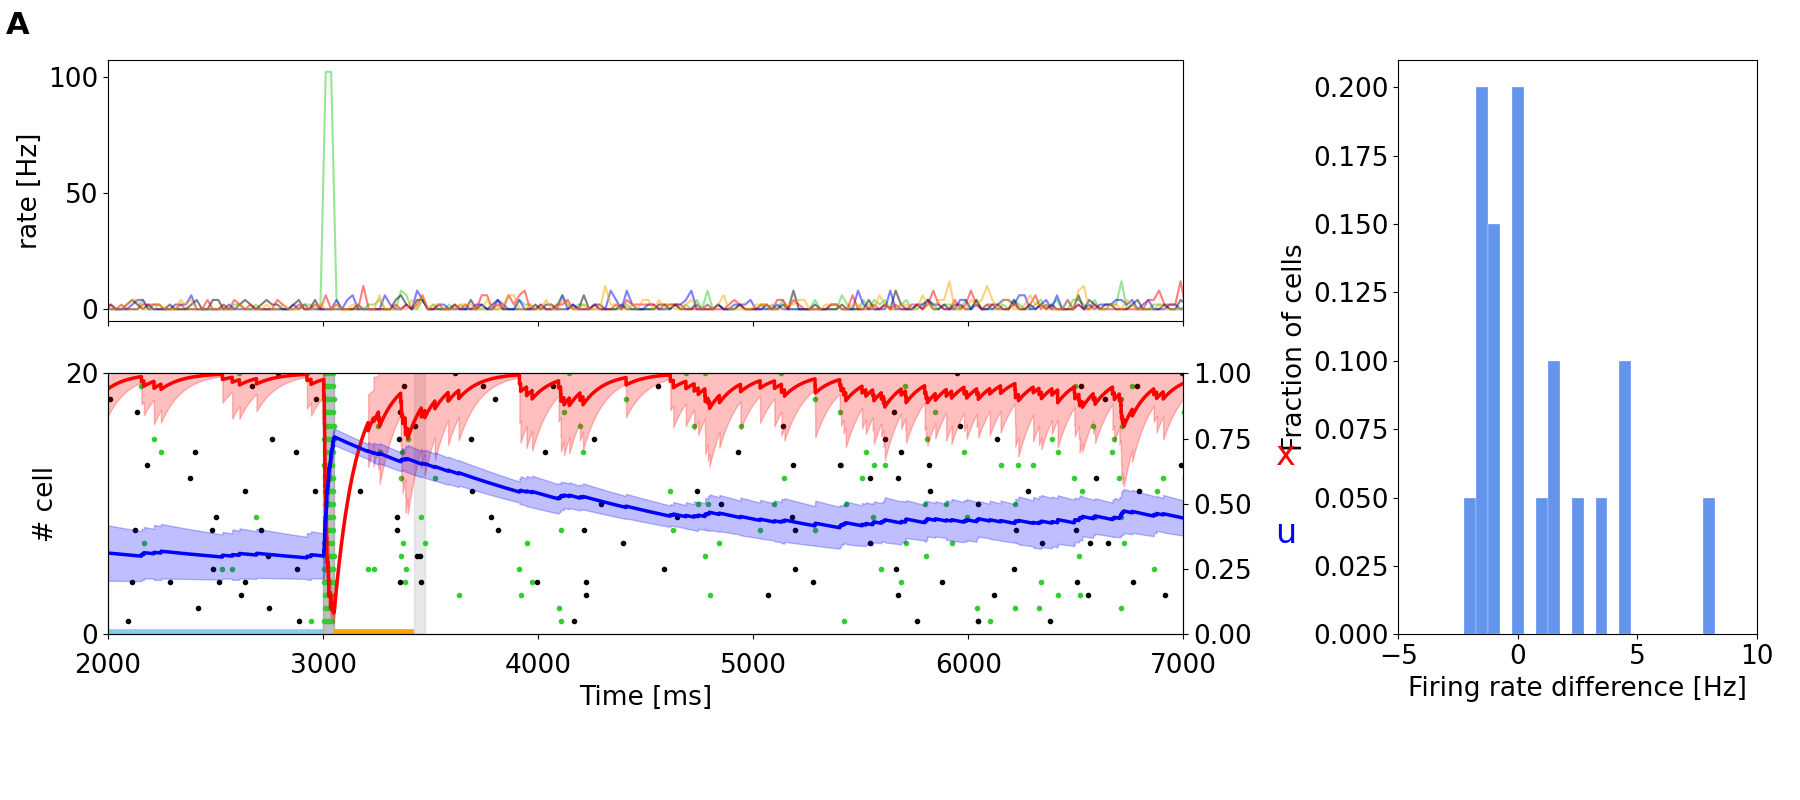 A
100
50
0
rate [Hz]
20
0
# cell
1.00
0.75
0.50
0.25
0.00
x
u
2000 3000 4000 5000 6000 7000
Time [ms]
0.200
0.175
0.150
0.125
0.100
0.075
0.050
0.025
0.000
Fraction of cells
−5 0 5 10
Firing rate difference [Hz]